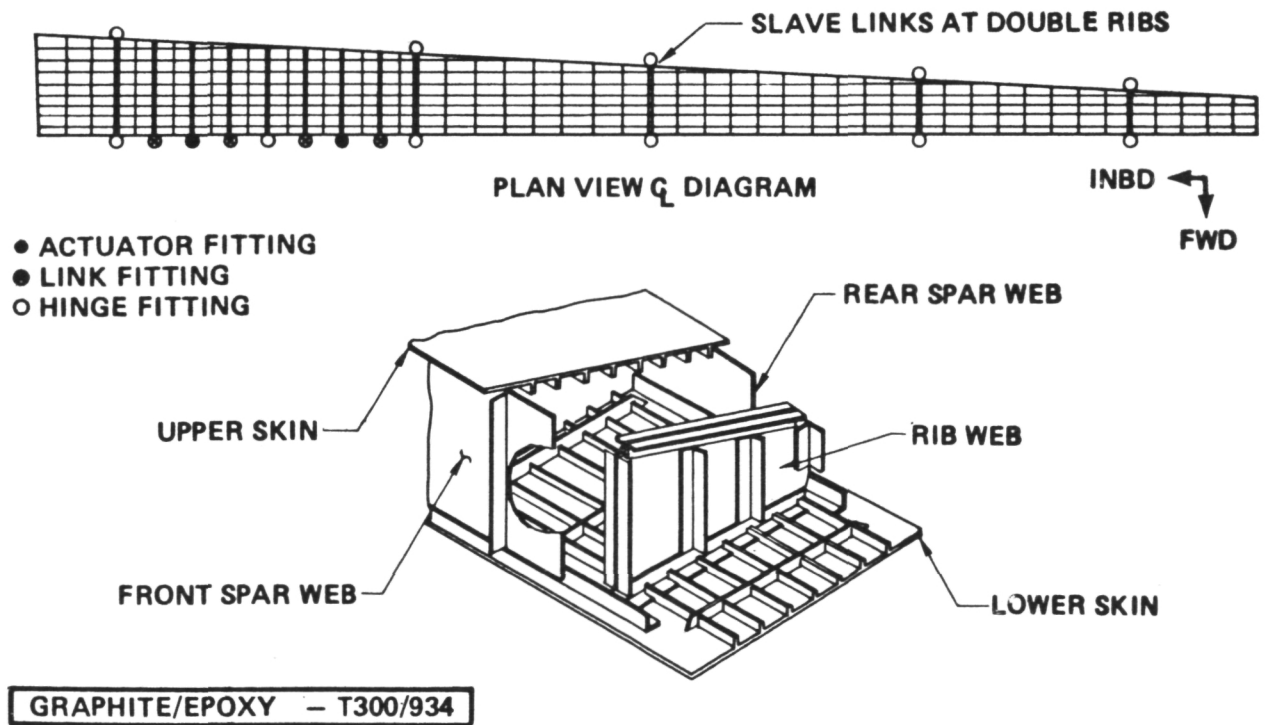 SLAVE LINKS AT DOUBLE RIBS
PLAN VIEW ℄ DIAGRAM
INBD
FWD
● ACTUATOR FITTING
● LINK FITTING
○ HINGE FITTING
REAR SPAR WEB
UPPER SKIN
RIB WEB
FRONT SPAR WEB
LOWER SKIN
GRAPHITE/EPOXY – T300/934